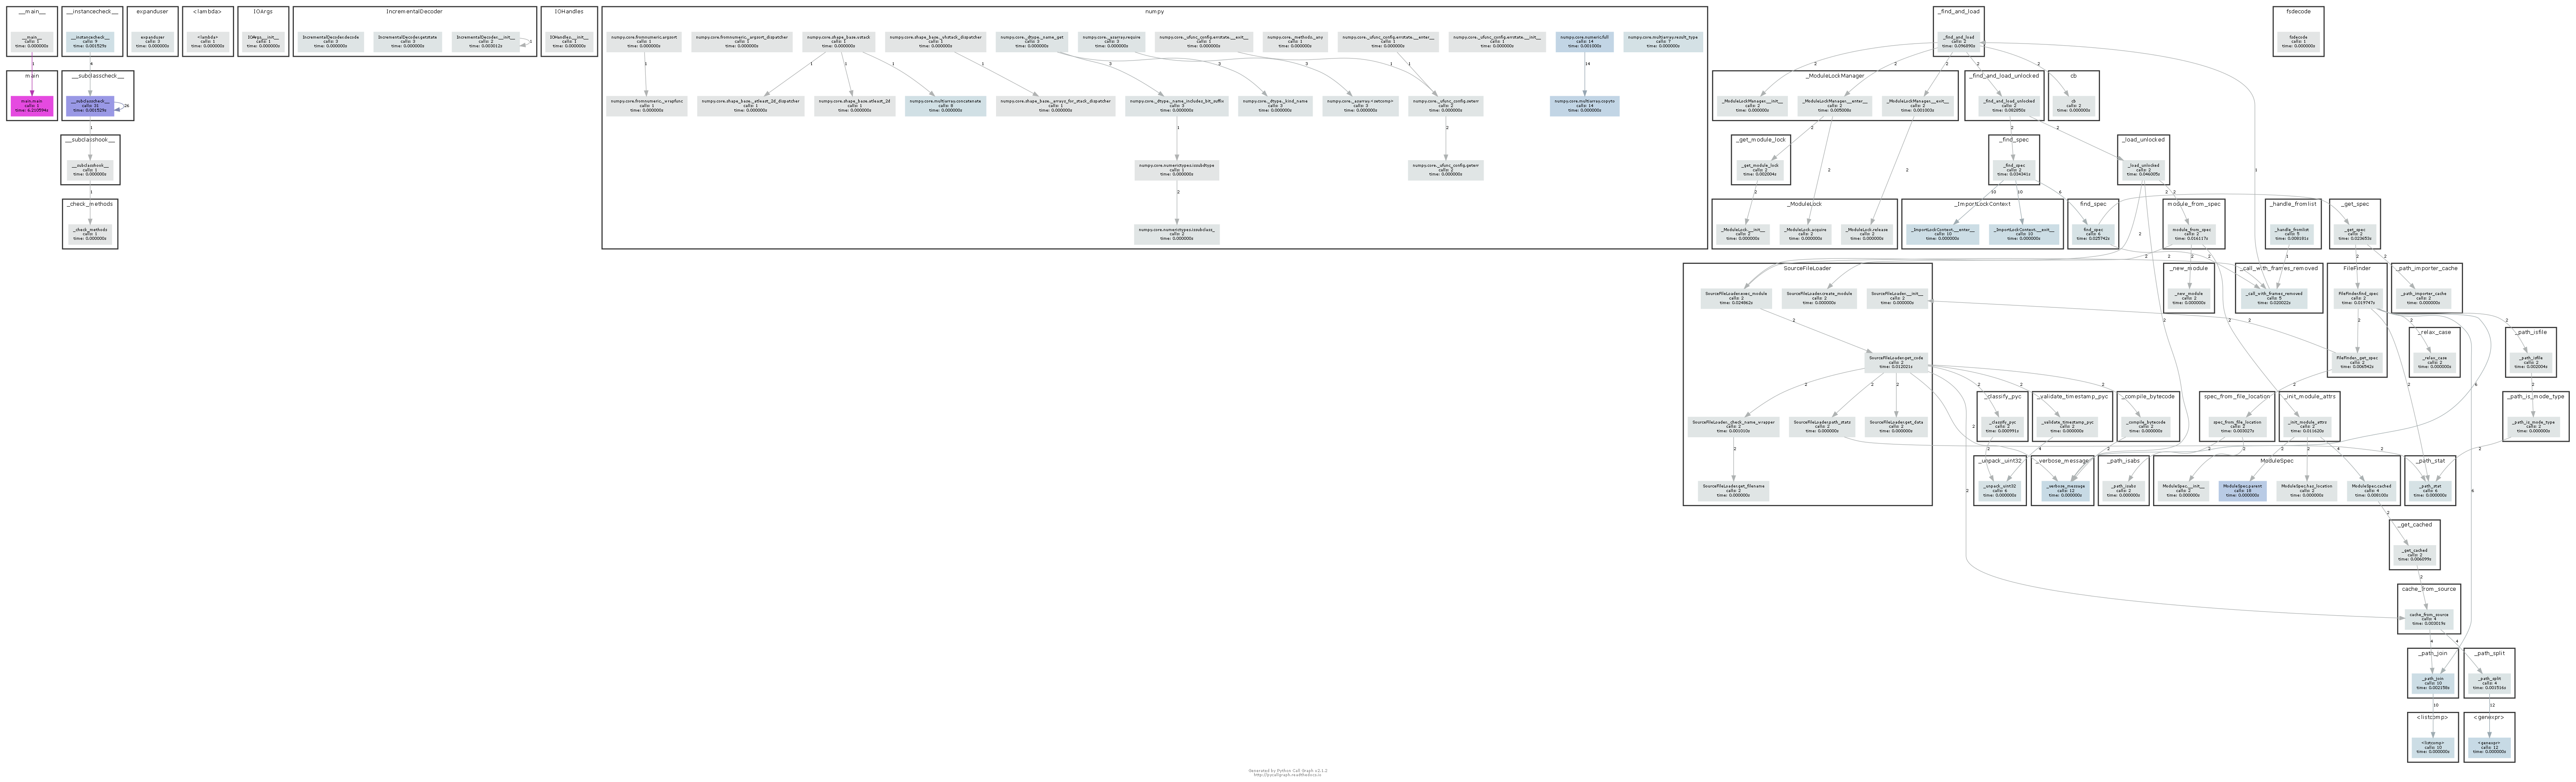 __main__
__main__
calls: 1
time: 0.050000s
1
main
main.main
calls: 1
__instancecheck__
__instancecheck__
calls: 9
time: 0.001529s
4
__subclasscheck__
__subclasscheck__
calls: 31
time: 0.001529s
26
1
__subclasshook__
__subclasshook__
calls: 1
time: 0.000000s
1
_check_methods
_check_methods
calls: 1
time: 0.000000s
expanduser
expanduser
calls: 3
time: 0.000000s
<lambda>
<lambda>
calls: 1
time: 0.050000s
IOArgs
IOArgs.__init__
calls: 1
time: 0.000000s
IncrementalDecoder
IncrementalDecoder.decode
calls: 3
time: 0.000000s
IncrementalDecoder.getstate
calls: 3
time: 0.000000s
IncrementalDecoder.__init__
calls: 2
2
IOHandles
IOHandles.__init__
calls: 1
time: 0.000000s
numpy
numpy.core.fromnumeric.argsort
calls: 1
time: 0.000000s
numpy.core.fromnumeric._argsort_dispatcher
calls: 1
time: 0.000000s
numpy.core.shape_base.vstack
calls: 1
time: 0.000000s
numpy.core.shape_base._vhstack_dispatcher
calls: 1
numpy.core._dtype._name_get
calls: 3
time: 0.000000s
numpy.core._asarray.require
calls: 3
time: 0.000000s
numpy.core._ufunc_config.errstate.__exit__
calls: 1
time: 0.000000s
numpy.core._methods._any
calls: 1
time: 0.000000s
numpy.core._ufunc_config.errstate.__enter__
calls: 1
time: 0.000000s
numpy.core._ufunc_config.errstate.__init__
calls: 1
time: 0.000000s
numpy.core.numeric.full
calls: 14
time: 0.001000s
numpy.core.multiarray.result_type
calls: 7
time: 0.000000s
numpy.core.fromnumeric._wrapfunc
calls: 1
time: 0.000000s
numpy.core.shape_base._atleast_2d_dispatcher
calls: 1
time: 0.000000s
numpy.core.shape_base.atleast_2d
calls: 1
time: 0.000000s
numpy.core.multiarray.concatenate
time: 0.000000s
numpy.core.shape_base._arrays_for_stack_dispatcher
calls: 1
time: 0.000000s
numpy.core._dtype._name_includes_bit_suffix
calls: 3
time: 0.000000s
numpy.core._dtype._kind_name
calls: 3
time: 0.000000s
numpy.core._asarray.<setcomp>
calls: 3
time: 0.000000s
numpy.core._ufunc_config.seterr
calls: 2
time: 0.000000s
numpy.core.multiarray.copyto
calls: 14
time: 0.000000s
numpy.core.numerictypes.issubdtype
calls: 1
time: 0.000000s
numpy.core._ufunc_config.geterr
calls: 2
time: 0.000000s
numpy.core.numerictypes.issubclass_
calls: 2
time: 0.000000s
_find_and_load
_find_and_load
calls: 2
time: 0.096890s
fsdecode
fsdecode
calls: 1
time: 0.000000s
_ModuleLockManager
_ModuleLockManager.__init__
calls: 2
time: 0.000000s
_ModuleLockManager.__enter__
calls: 2
time: 0.005008s
_ModuleLockManager.__exit__
calls: 2
time: 0.001003s
_find_and_load_unlocked
_find_and_load_unlocked
calls: 2
time: 0.082850s
cb
cb
calls: 2
time: 0.000000s
_get_module_lock
_get_module_lock
calls: 2
time: 0.002004s
_find_spec
_find_spec
calls: 2
time: 0.034341s
_load_unlocked
_load_unlocked
calls: 2
time: 0.046005s
_ModuleLock
_ModuleLock.__init__
calls: 2
time: 0.000000s
_ModuleLock.acquire
calls: 2
time: 0.000000s
_ModuleLock.release
calls: 2
time: 0.000000s
_ImportLockContext
_ImportLockContext.__enter__
calls: 10
time: 0.000000s
_ImportLockContext.__exit__
calls: 10
time: 0.000000s
find_spec
find_spec
calls: 6
time: 0.025742s
module_from_spec
module_from_spec
calls: 2
time: 0.016117s
_handle_fromlist
_handle_fromlist
calls: 5
_get_spec
_get_spec
calls: 2
time: 0.023653s
SourceFileLoader
SourceFileLoader.exec_module
calls: 2
time: 0.024862s
SourceFileLoader.create_module
calls: 2
time: 0.000000s
SourceFileLoader.__init__
calls: 2
time: 0.000000s
_new_module
_new_module
calls: 2
time: 0.000000s
_call_with_frames_removed
_call_with_frames_removed
calls: 5
time: 0.020022s
FileFinder
FileFinder.find_spec
calls: 2
time: 0.019747s
_path_importer_cache
_path_importer_cache
calls: 2
time: 0.000000s
SourceFileLoader.get_code
calls: 2
time: 0.012021s
FileFinder._get_spec
calls: 2
time: 0.006542s
_relax_case
_relax_case
calls: 2
time: 0.000000s
_path_isfile
_path_isfile
calls: 2
time: 0.002004s
SourceFileLoader._check_name_wrapper
calls: 2
time: 0.001010s
SourceFileLoader.path_stats
calls: 2
time: 0.000000s
SourceFileLoader.get_data
calls: 2
time: 0.000000s
_classify_pyc
_classify_pyc
calls: 2
time: 0.000991s
_validate_timestamp_pyc
_validate_timestamp_pyc
calls: 2
time: 0.000000s
_compile_bytecode
_compile_bytecode
calls: 2
time: 0.000000s
spec_from_file_location
spec_from_file_location
calls: 2
time: 0.003027s
_init_module_attrs
_init_module_attrs
calls: 2
time: 0.011620s
_path_is_mode_type
_path_is_mode_type
calls: 2
time: 0.000000s
SourceFileLoader.get_filename
calls: 2
time: 0.000000s
_unpack_uint32
_unpack_uint32
calls: 6
time: 0.000000s
_verbose_message
_verbose_message
calls: 12
time: 0.000000s
_path_isabs
_path_isabs
calls: 2
time: 0.000000s
ModuleSpec
ModuleSpec.__init__
calls: 2
time: 0.000000s
ModuleSpec.parent
time: 0.000000s
ModuleSpec.has_location
calls: 2
time: 0.000000s
ModuleSpec.cached
calls: 4
_path_stat
_path_stat
calls: 6
time: 0.000000s
_get_cached
_get_cached
calls: 2
time: 0.006099s
cache_from_source
cache_from_source
calls: 4
time: 0.003019s
_path_join
_path_join
calls: 10
time: 0.002158s
_path_split
_path_split
calls: 4
time: 0.001516s
<listcomp>
<listcomp>
calls: 10
time: 0.000000s
<genexpr>
<genexpr>
calls: 12
time: 0.000000s
Generated by Python Call Graph v2.1.2
http://pycallgraph.readthedocs.io